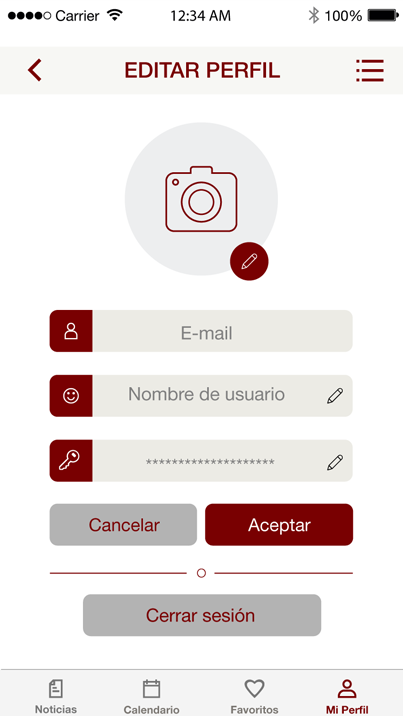 Carrier 12:34 AM 100%
EDITAR PERFIL
E-mail
Nombre de usuario
********************
Cancelar Aceptar
Cerrar sesión
Noticias Calendario Favoritos Mi Perfil